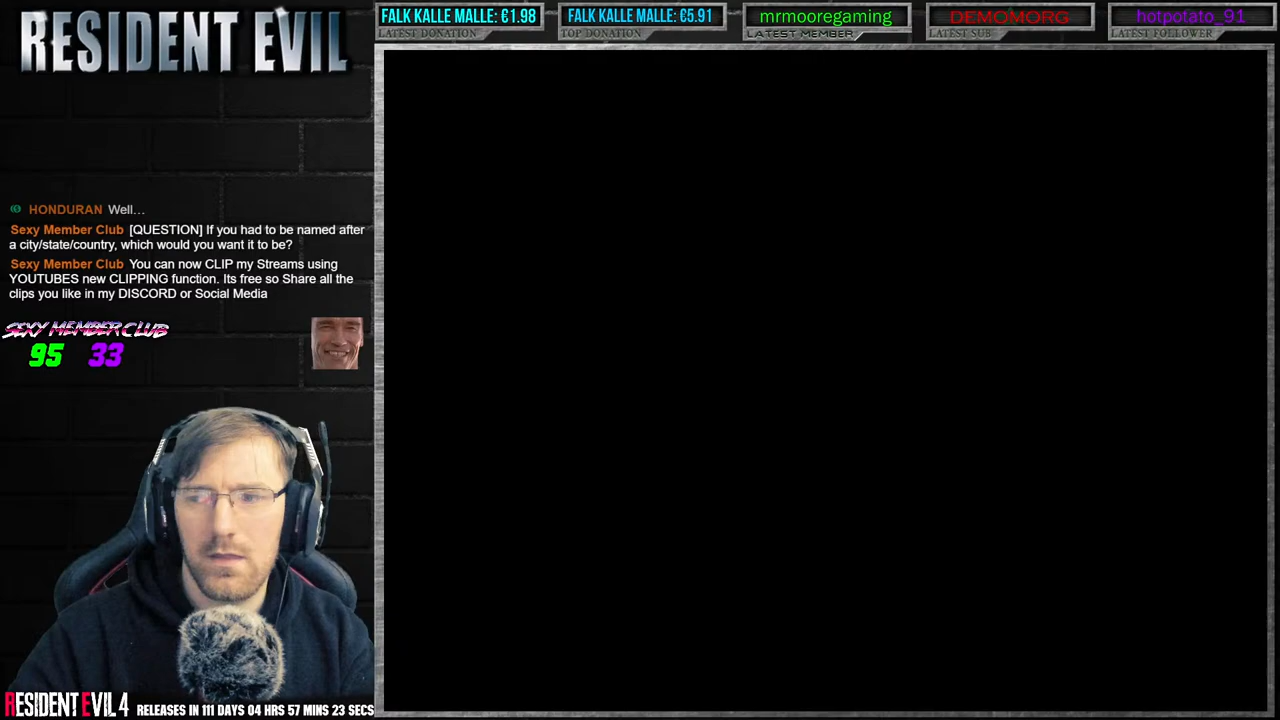 RESIDENT EVIL
FALK KALLE MALLE: €1.98
LATEST DONATION
FALK KALLE MALLE: €5.91
TOP DONATION
mrmooregaming
LATEST MEMBER
DEMOMORG
LATEST SUB
hotpotato_91
LATEST FOLLOWER
HONDURAN Well...
Sexy Member Club [QUESTION] If you had to be named after
a city/state/country, which would you want it to be?
Sexy Member Club You can now CLIP my Streams using
YOUTUBES new CLIPPING function. Its free so Share all the
clips you like in my DISCORD or Social Media
SEXY MEMBER CLUB
95 33
RESIDENT EVIL 4 RELEASES IN 111 DAYS 04 HRS 57 MINS 23 SECS